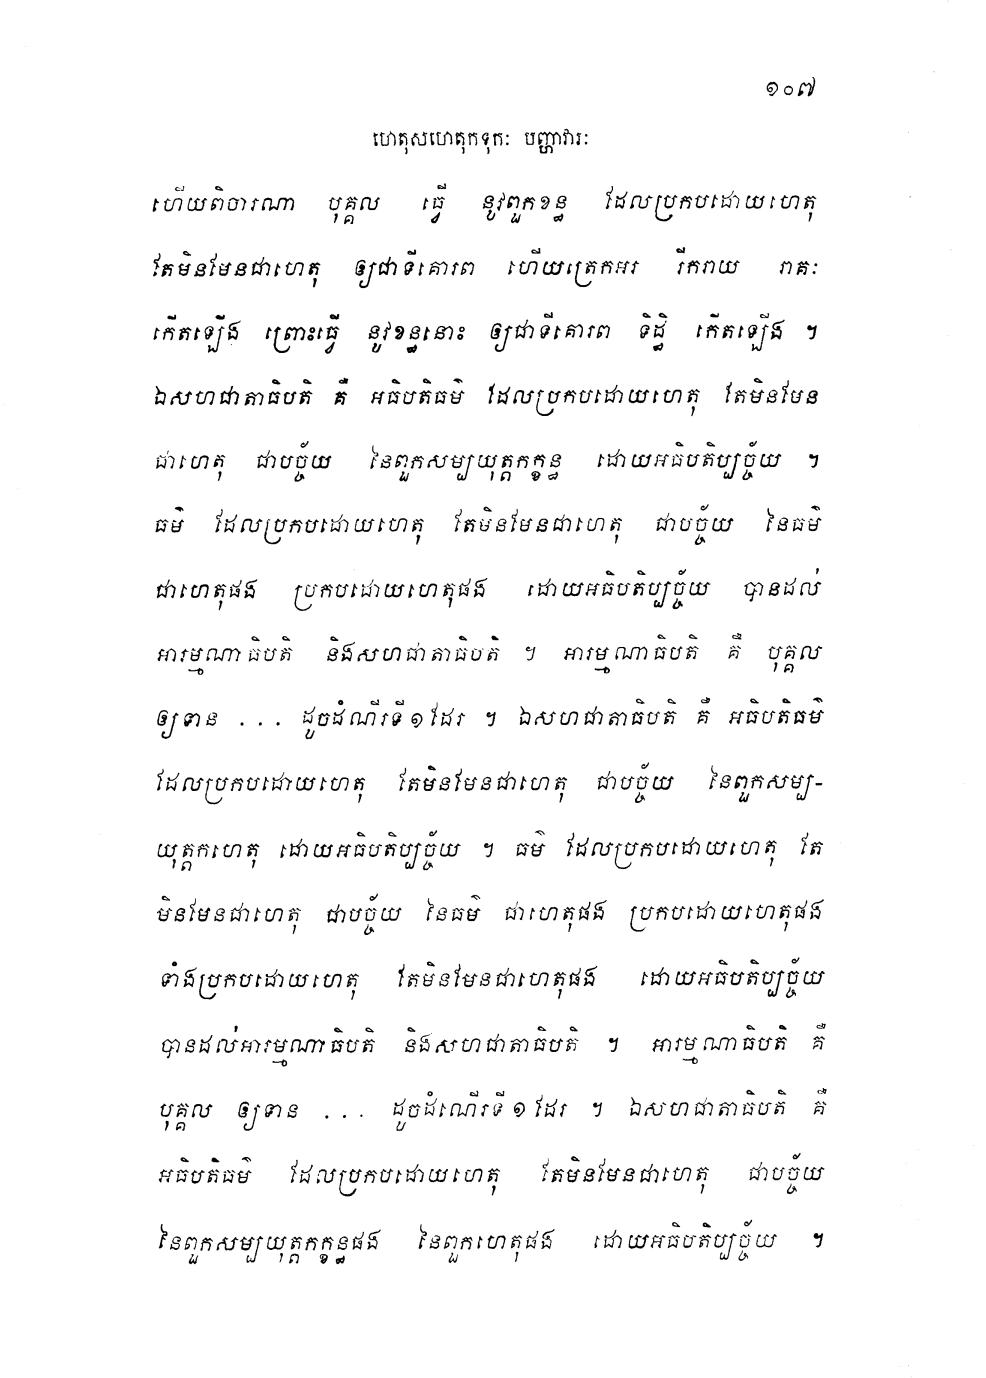 ១០៧
ហេតុសហេតុកទុកៈ បញ្ហាវារៈ
ហើយពិចារណា បុគ្គល ធ្វើ នូវពួកខន្ធ ដែលប្រកបដោយហេតុ
តែមិនមែនជាហេតុ ឲ្យជាទីគោរព ហើយត្រេកអរ រីករាយ រាគៈ
កើតឡើង ព្រោះធ្វើ នូវខន្ធនោះ ឲ្យជាទីគោរព ទិដ្ឋិ កើតឡើង ។
ឯសហជាតាធិបតិ គឺ អធិបតិធម៌ ដែលប្រកបដោយហេតុ តែមិនមែន
ជាហេតុ ជាបច្ច័យ នៃពួកសម្បយុត្តកក្ខន្ធ ដោយអធិបតិប្បច្ច័យ ។
ធម៌ ដែលប្រកបដោយហេតុ តែមិនមែនជាហេតុ ជាបច្ច័យ នៃធម៌
ជាហេតុផង ប្រកបដោយហេតុផង ដោយអធិបតិប្បច្ច័យ បានដល់
អារម្មណាធិបតិ និងសហជាតាធិបតិ ។ អារម្មណាធិបតិ គឺ បុគ្គល
ឲ្យទាន ... ដូចដំណើរទី១ដែរ ។ ឯសហជាតាធិបតិ គឺ អធិបតិធម៌
ដែលប្រកបដោយហេតុ តែមិនមែនជាហេតុ ជាបច្ច័យ នៃពួកសម្ប-
យុត្តកហេតុ ដោយអធិបតិប្បច្ច័យ ។ ធម៌ ដែលប្រកបដោយហេតុ តែ
មិនមែនជាហេតុ ជាបច្ច័យ នៃធម៌ ជាហេតុផង ប្រកបដោយហេតុផង
ទាំងប្រកបដោយហេតុ តែមិនមែនជាហេតុផង ដោយអធិបតិប្បច្ច័យ
បានដល់អារម្មណាធិបតិ និងសហជាតាធិបតិ ។ អារម្មណាធិបតិ គឺ
បុគ្គល ឲ្យទាន ... ដូចដំណើរទី១ដែរ ។ ឯសហជាតាធិបតិ គឺ
អធិបតិធម៌ ដែលប្រកបដោយហេតុ តែមិនមែនជាហេតុ ជាបច្ច័យ
នៃពួកសម្បយុត្តកក្ខន្ធផង នៃពួកហេតុផង ដោយអធិបតិប្បច្ច័យ ។